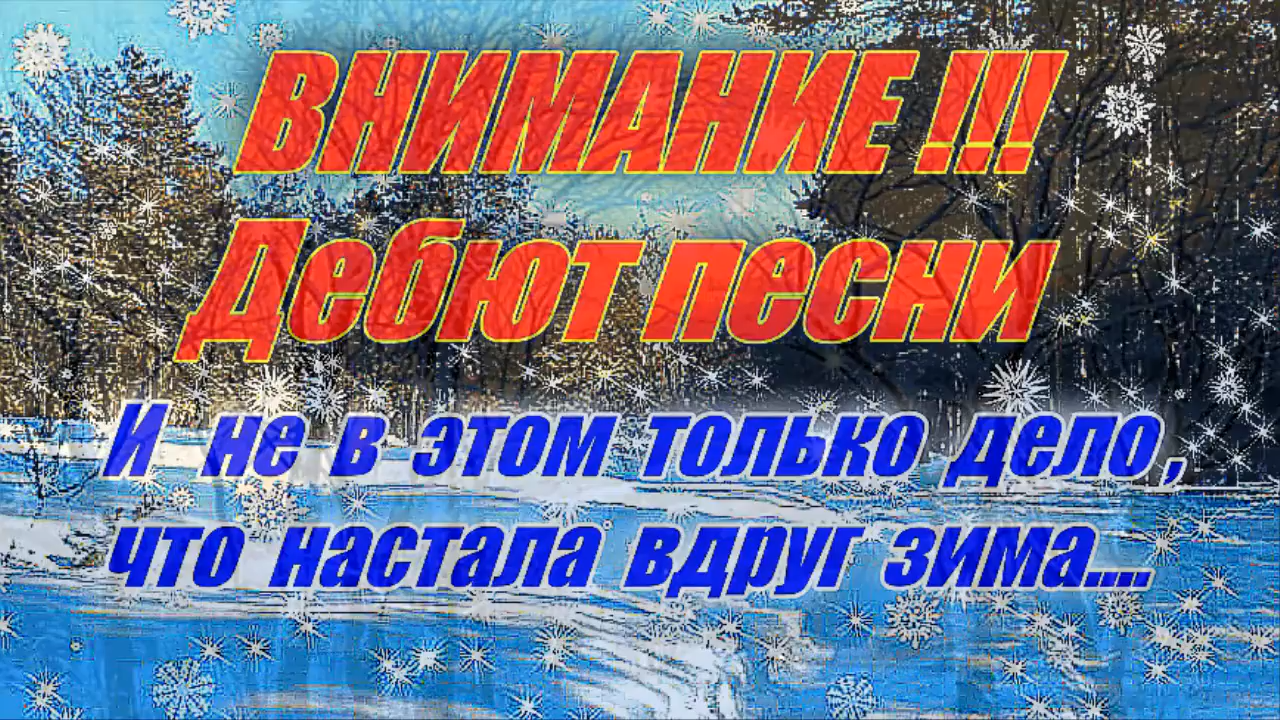 ВНИМАНИЕ !!!
Дебют песни
И не в этом только дело ,
что настала вдруг зима....